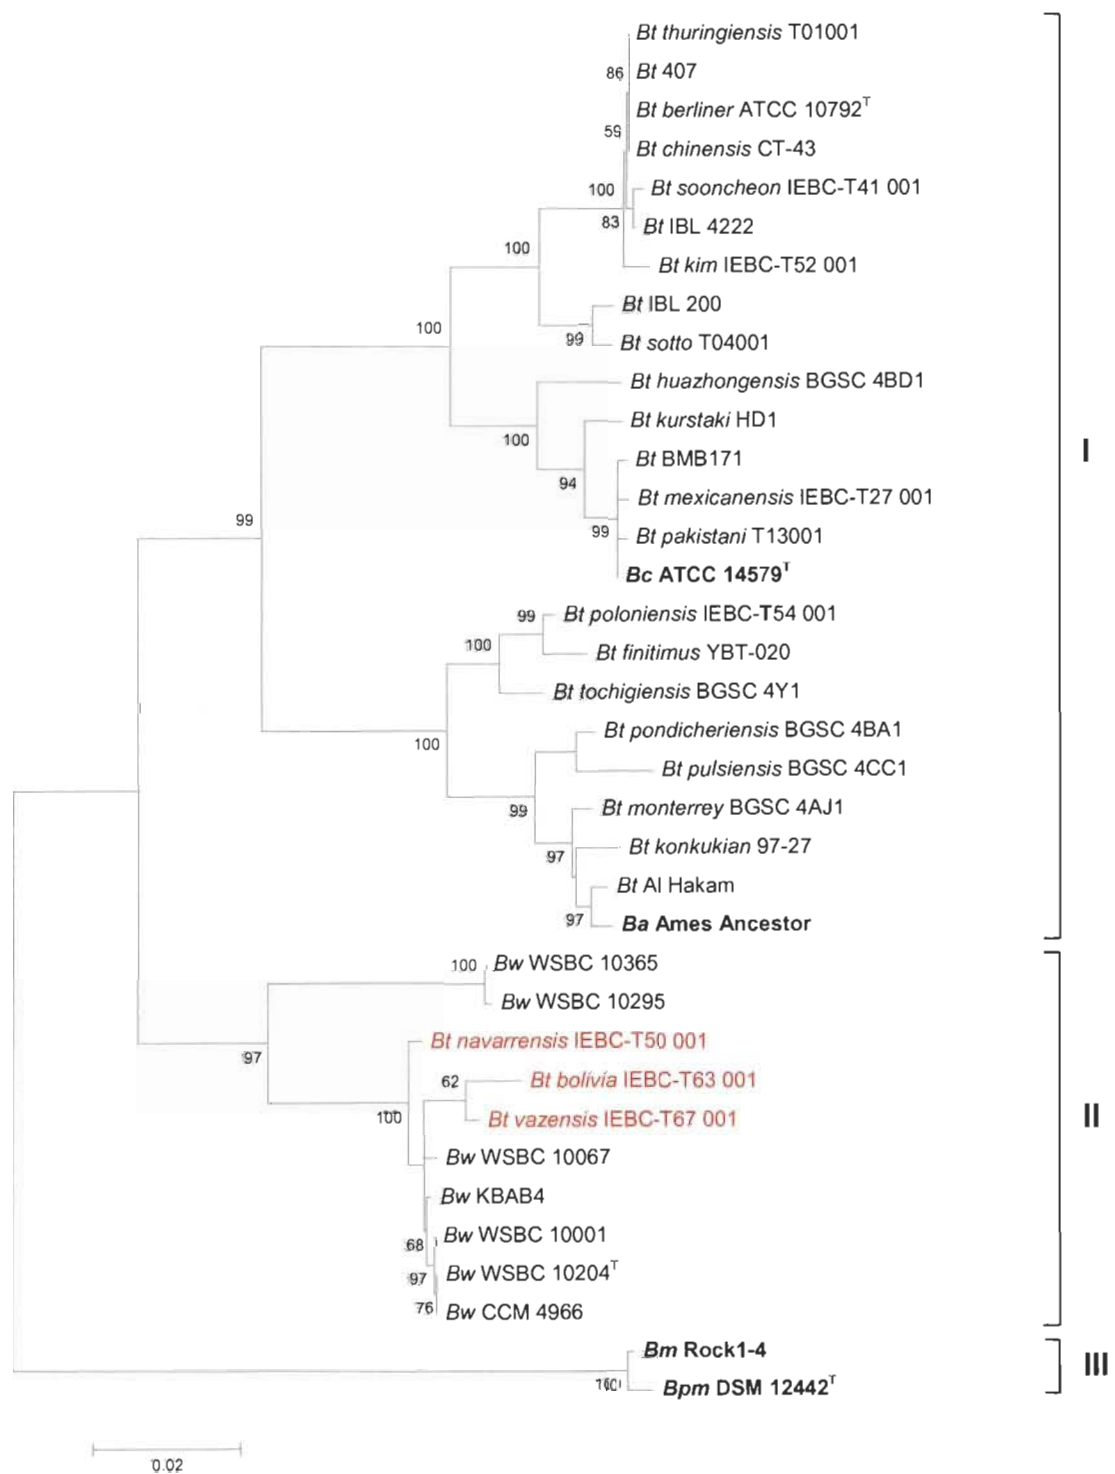 Bt thuringiensis T01001
86
Bt 407
Bt berliner ATCC 10792T
59
Bt chinensis CT-43
100
Bt sooncheon IEBC-T41 001
83
Bt IBL 4222
100
Bt kim IEBC-T52 001
Bt IBL 200
100
99
Bt sotto T04001
Bt huazhongensis BGSC 4BD1
Bt kurstaki HD1
100
I
Bt BMB171
94
Bt mexicanensis IEBC-T27 001
99
99
Bt pakistani T13001
Bc ATCC 14579T
99
Bt poloniensis IEBC-T54 001
100
Bt finitimus YBT-020
Bt tochigiensis BGSC 4Y1
Bt pondicheriensis BGSC 4BA1
100
Bt pulsiensis BGSC 4CC1
99
Bt monterrey BGSC 4AJ1
Bt konkukian 97-27
97
Bt Al Hakam
97
Ba Ames Ancestor
100
Bw WSBC 10365
Bw WSBC 10295
Bt navarrensis IEBC-T50 001
97
62
Bt bolivia IEBC-T63 001
100
Bt vazensis IEBC-T67 001
II
Bw WSBC 10067
Bw KBAB4
Bw WSBC 10001
68
Bw WSBC 10204T
97
76
Bw CCM 4966
Bm Rock1-4
III
100
Bpm DSM 12442T
0.02